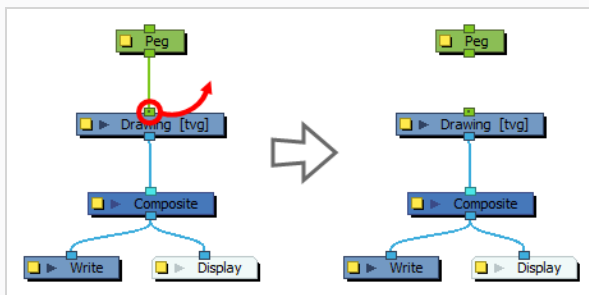 Peg
Peg
Drawing [tvg]
Drawing [tvg]
Composite
Composite
Write
Display
Write
Display